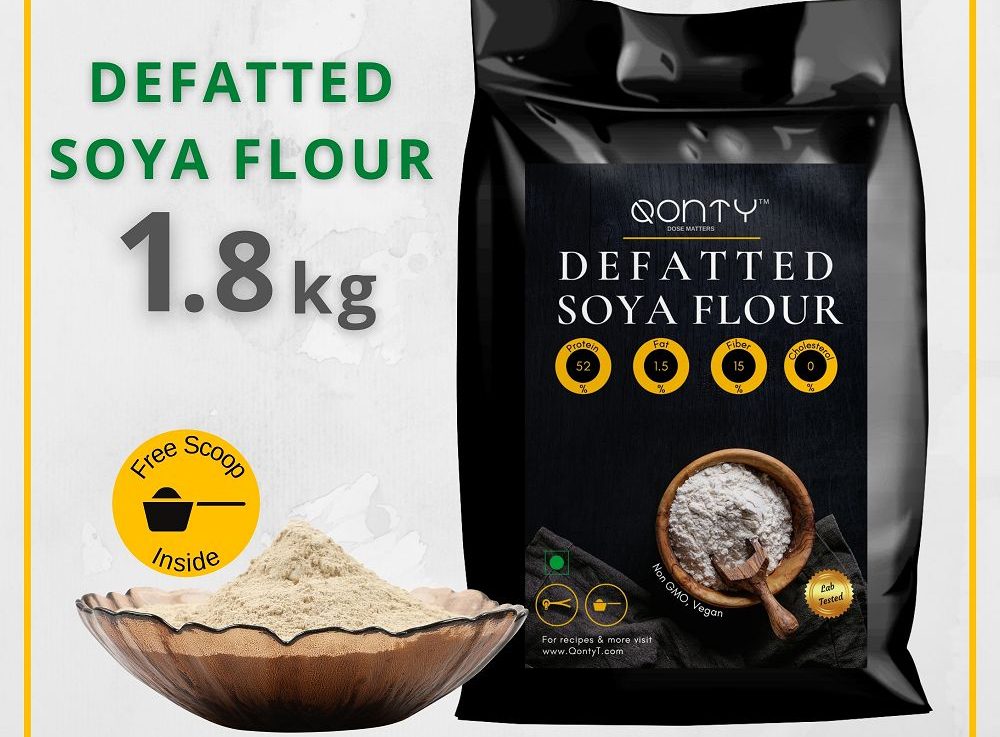 DEFATTED
SOYA FLOUR
1.8 kg
Free Scoop
Inside
QONTY™
DOSE MATTERS
DEFATTED
SOYA FLOUR
Protein
52
%
Fat
1.5
%
Fiber
15
%
Cholesterol
0
%
Non GMO, Vegan
Lab
Tested
For recipes & more visit
www.QontyT.com